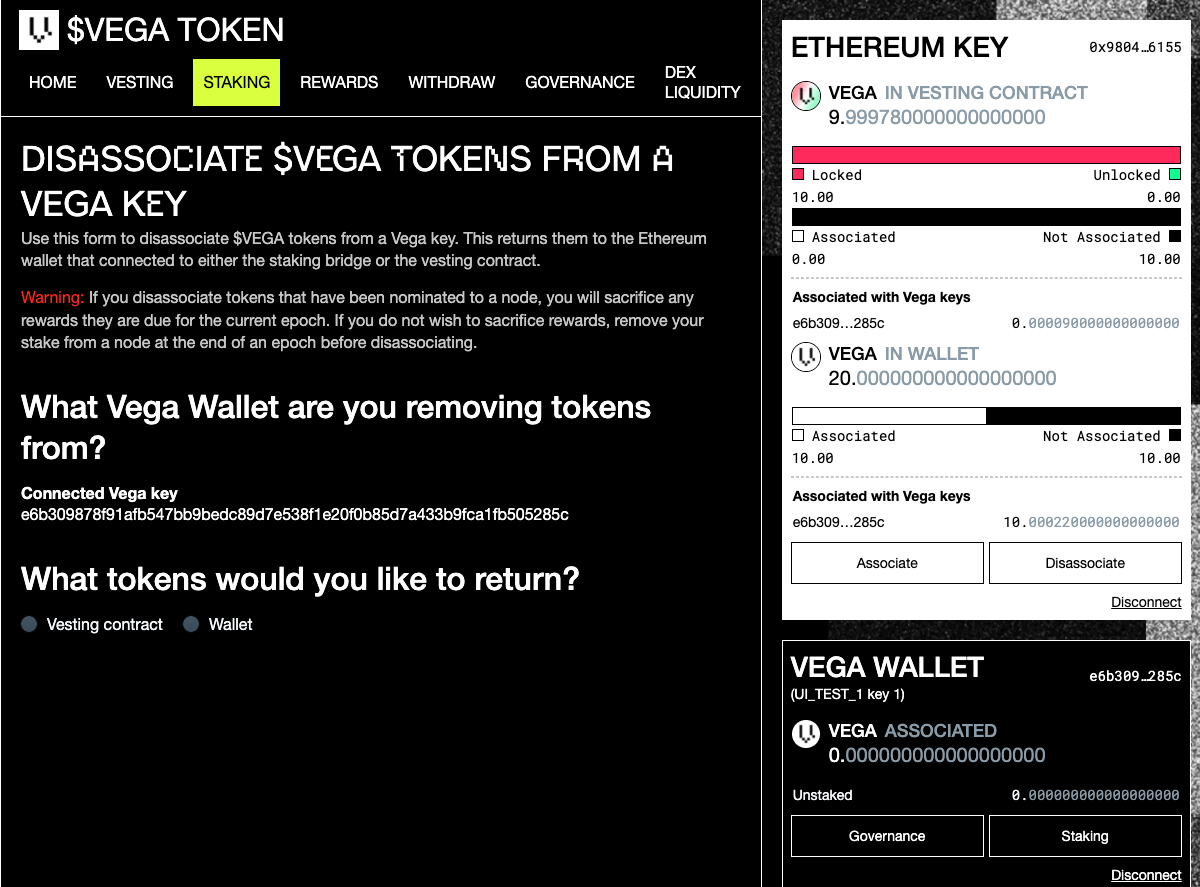 $VEGA TOKEN
HOME VESTING STAKING REWARDS WITHDRAW GOVERNANCE DEX LIQUIDITY
DISASSOCIATE $VEGA TOKENS FROM A
VEGA KEY
Use this form to disassociate $VEGA tokens from a Vega key. This returns them to the Ethereum
wallet that connected to either the staking bridge or the vesting contract.
Warning: If you disassociate tokens that have been nominated to a node, you will sacrifice any
rewards they are due for the current epoch. If you do not wish to sacrifice rewards, remove your
stake from a node at the end of an epoch before disassociating.
What Vega Wallet are you removing tokens
from?
Connected Vega key
e6b309878f91afb547bb9bedc89d7e538f1e20f0b85d7a433b9fca1fb505285c
What tokens would you like to return?
Vesting contract Wallet
ETHEREUM KEY 0x9804…6155
VEGA IN VESTING CONTRACT
9.999780000000000000
Locked Unlocked
10.00 0.00
Associated Not Associated
0.00 10.00
Associated with Vega keys
e6b309…285c 0.000090000000000000
VEGA IN WALLET
20.000000000000000000
Associated Not Associated
10.00 10.00
Associated with Vega keys
e6b309…285c 10.000220000000000000
Associate Disassociate
Disconnect
VEGA WALLET e6b309…285c
(UI_TEST_1 key 1)
VEGA ASSOCIATED
0.000000000000000000
Unstaked 0.000000000000000000
Governance Staking
Disconnect